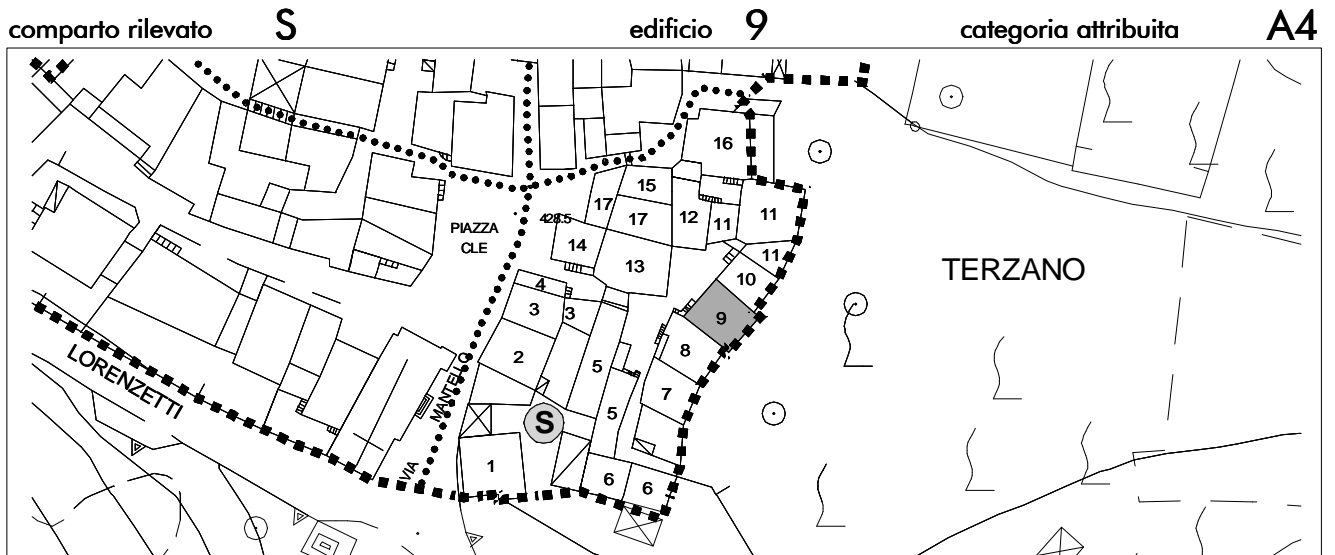 comparto rilevato S edificio 9 categoria attribuita A4
16
15
17 17 12 11 11
428.5
PIAZZA
CLE
14 13 11
TERZANO
10
4
3 3 9
2 8
5
LORENZETTI
VIA MANTELLO
7
S 5
1
6 6